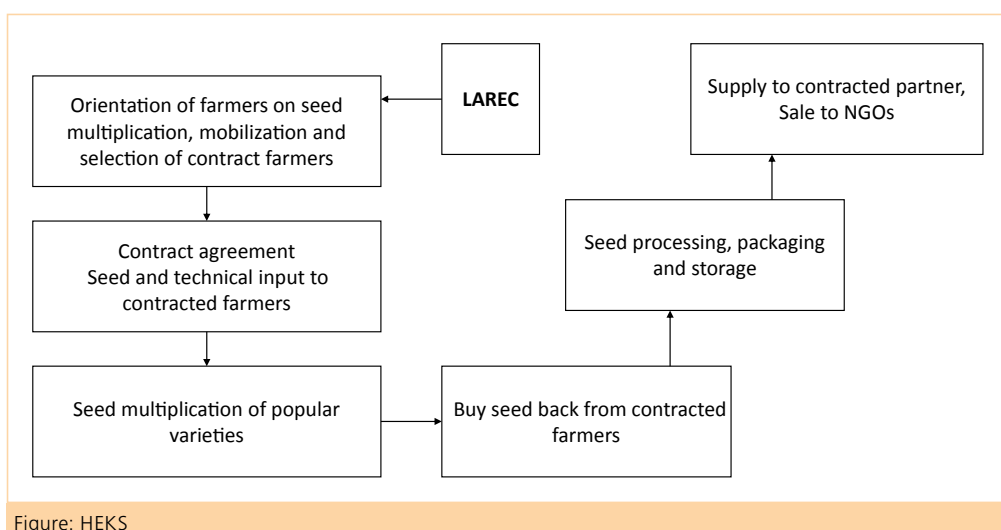 LAREC
Orientation of farmers on seed
multiplication, mobilization and
selection of contract farmers
Contract agreement
Seed and technical input to
contracted farmers
Seed multiplication of popular
varieties
Buy seed back from contracted
farmers
Seed processing, packaging
and storage
Supply to contracted partner,
Sale to NGOs
Figure: HEKS